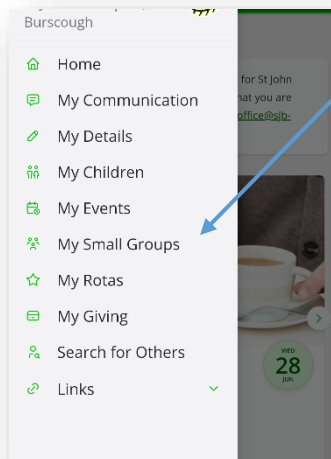 Burscough
Home
My Communication
My Details
My Children
My Events
My Small Groups
My Rotas
My Giving
Search for Others
Links
for St John
hat you are
office@sjb-
WED
28
JUN